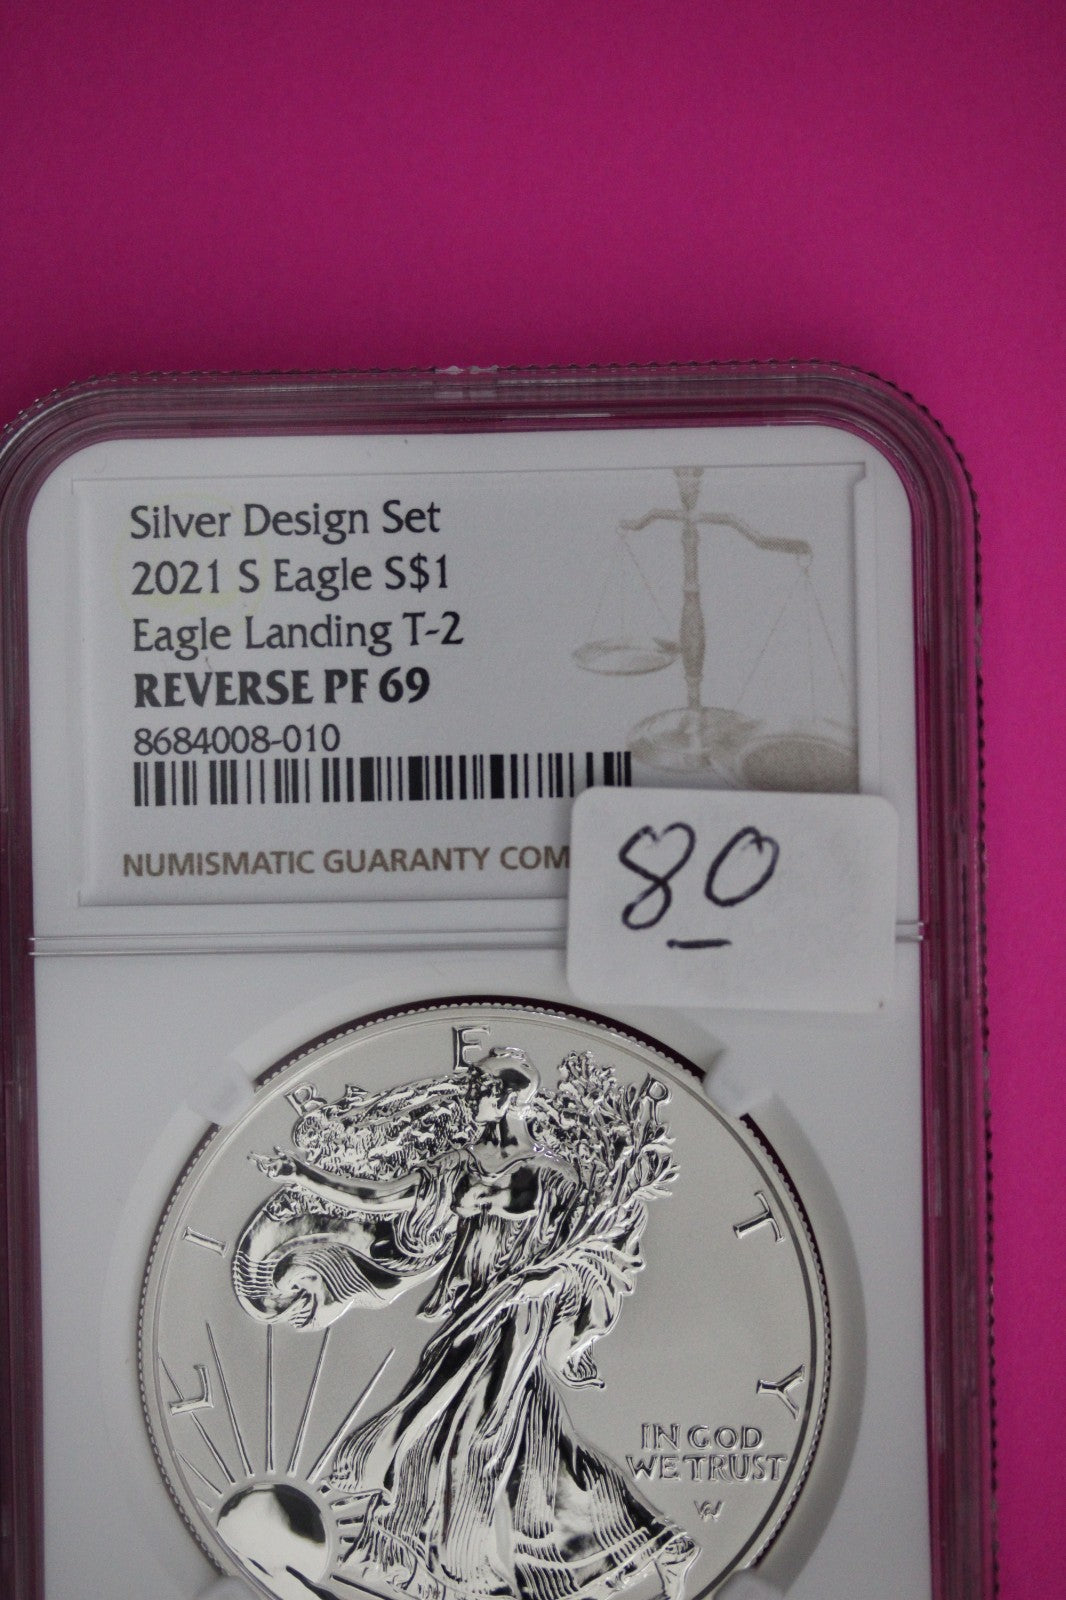 Silver Design Set
2021 S Eagle S$1
Eagle Landing T-2
REVERSE PF 69
8684008-010
NUMISMATIC GUARANTY COM
80
LIBERTY
IN GOD
WE TRUST
W